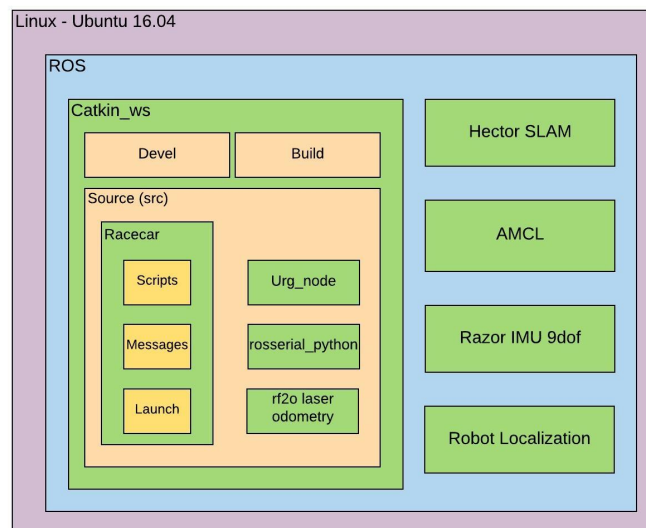 Linux - Ubuntu 16.04
ROS
Catkin_ws
Devel
Build
Source (src)
Racecar
Scripts
Messages
Launch
Urg_node
rosserial_python
rf2o laser
odometry
Hector SLAM
AMCL
Razor IMU 9dof
Robot Localization